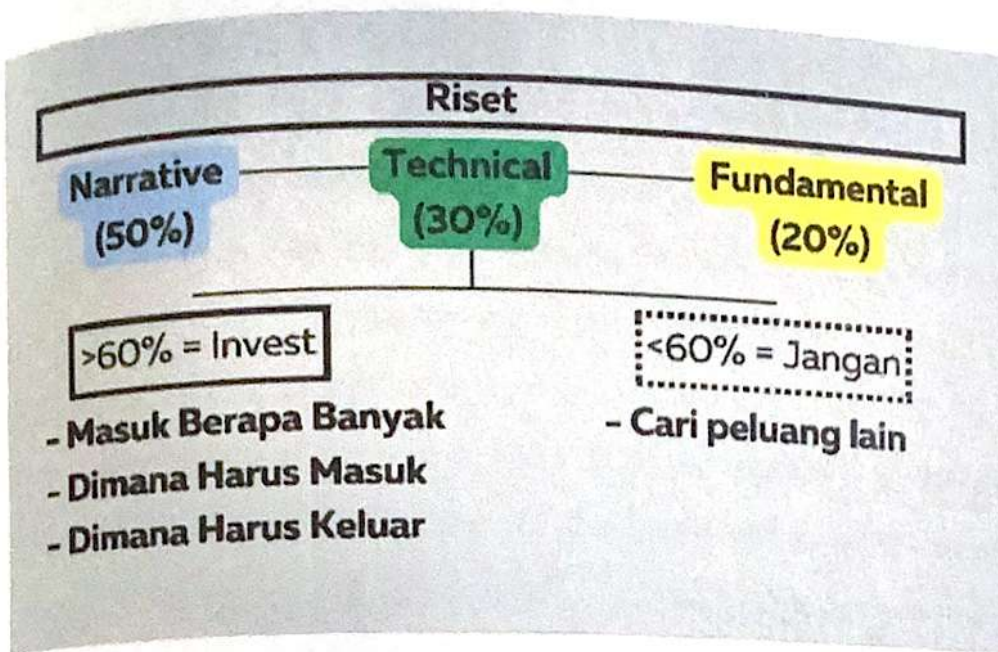 Riset
Narrative
(50%)
Technical
(30%)
Fundamental
(20%)
>60% = Invest
- Masuk Berapa Banyak
- Dimana Harus Masuk
- Dimana Harus Keluar
<60% = Jangan
- Cari peluang lain